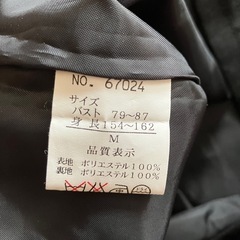 NO. 67024
サイズ
バスト 79~87
身長154~162
M
品質表示
表地 ポリエステル100%
裏地 ポリエステル100%